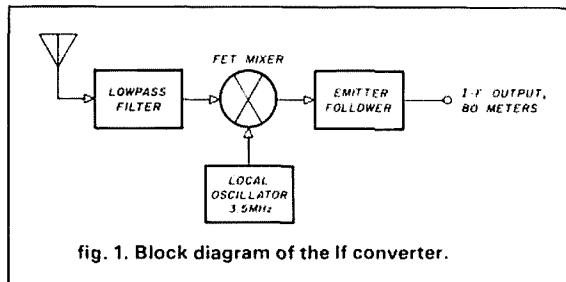 FET MIXER
LOWPASS
FILTER
EMITTER
FOLLOWER
I-F OUTPUT,
80 METERS
LOCAL
OSCILLATOR
3.5MHz
fig. 1. Block diagram of the lf converter.